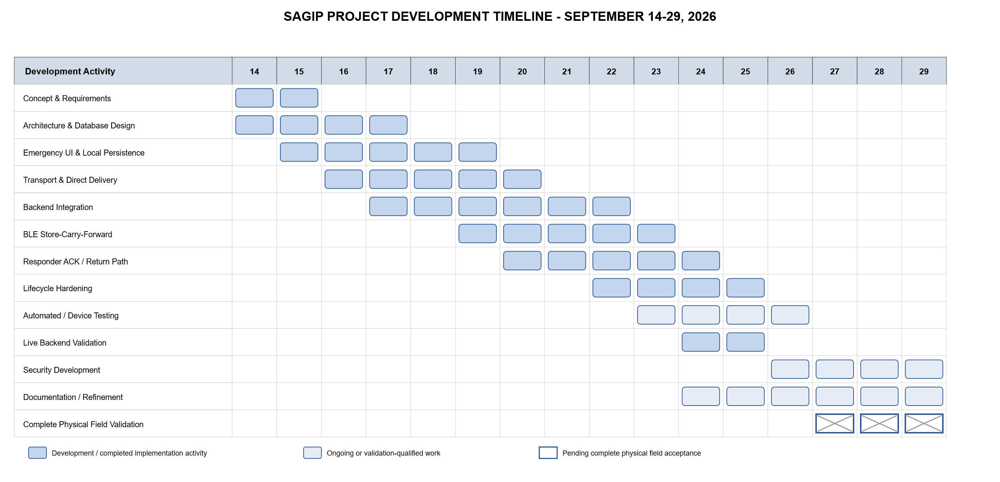 SAGIP PROJECT DEVELOPMENT TIMELINE - SEPTEMBER 14-29, 2026
Development Activity 14 15 16 17 18 19 20 21 22 23 24 25 26 27 28 29
Concept & Requirements
Architecture & Database Design
Emergency UI & Local Persistence
Transport & Direct Delivery
Backend Integration
BLE Store-Carry-Forward
Responder ACK / Return Path
Lifecycle Hardening
Automated / Device Testing
Live Backend Validation
Security Development
Documentation / Refinement
Complete Physical Field Validation
Development / completed implementation activity Ongoing or validation-qualified work Pending complete physical field acceptance